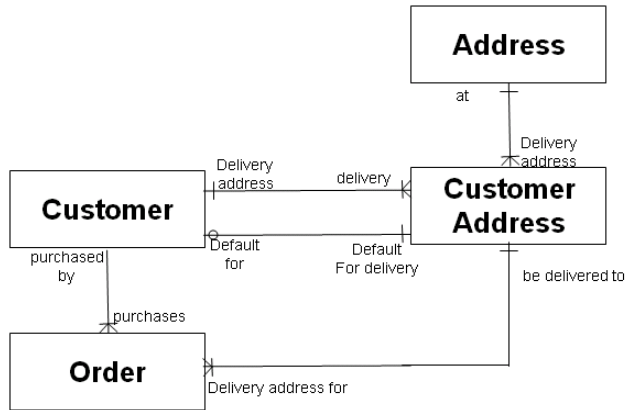 Address
at
Delivery
address
Delivery
address
delivery
Customer
Customer
Address
Default
for
Default
For delivery
purchased
by
be delivered to
purchases
Order
Delivery address for